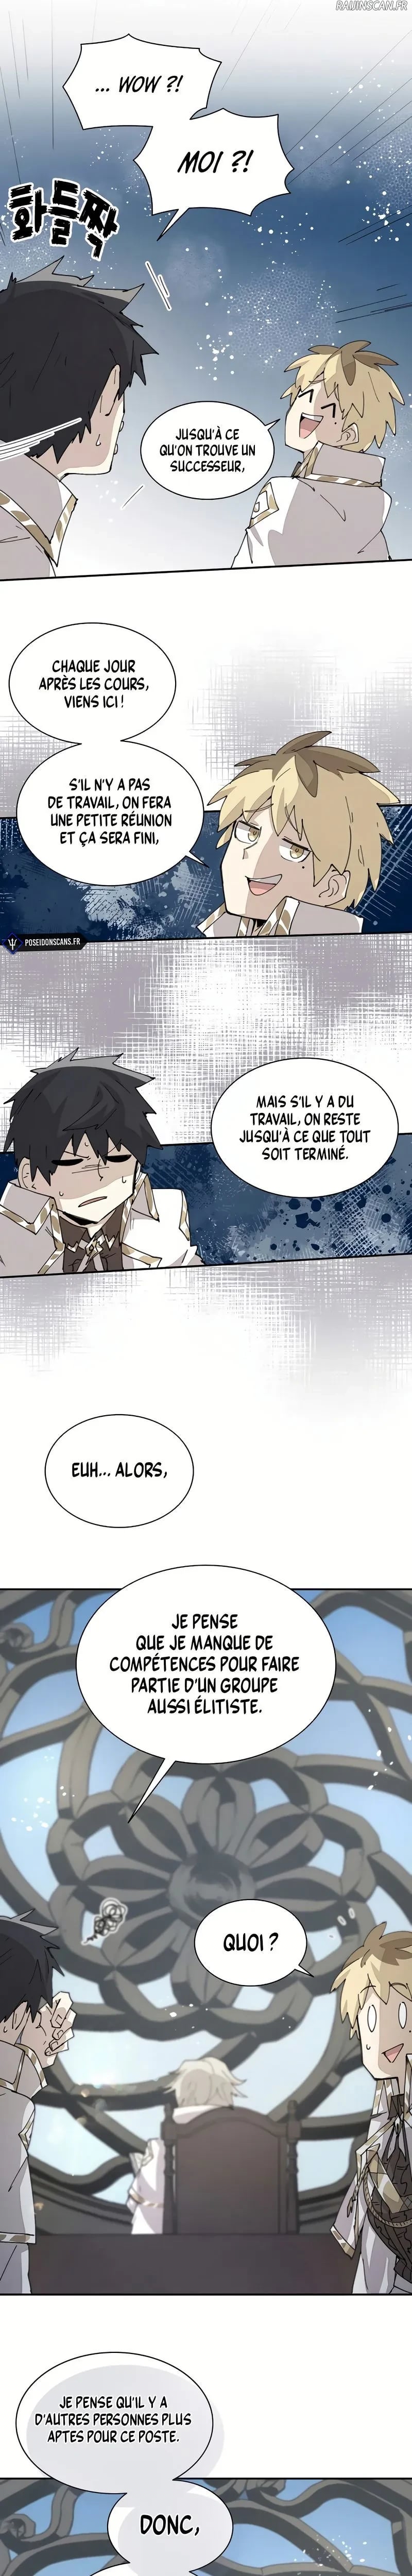 RAIJINSCAN.FR
... WOW ?!
MOI ?!
화들짝
JUSQU'À CE
QU'ON TROUVE UN
SUCCESSEUR,
CHAQUE JOUR
APRÈS LES COURS,
VIENS ICI !
S'IL N'Y A PAS
DE TRAVAIL, ON FERA
UNE PETITE RÉUNION
ET ÇA SERA FINI,
POSEIDONSCANS.FR
MAIS S'IL Y A DU
TRAVAIL, ON RESTE
JUSQU'À CE QUE TOUT
SOIT TERMINÉ.
EUH... ALORS,
JE PENSE
QUE JE MANQUE DE
COMPÉTENCES POUR FAIRE
PARTIE D'UN GROUPE
AUSSI ÉLITISTE.
QUOI ?
JE PENSE QU'IL Y A
D'AUTRES PERSONNES PLUS
APTES POUR CE POSTE.
DONC,